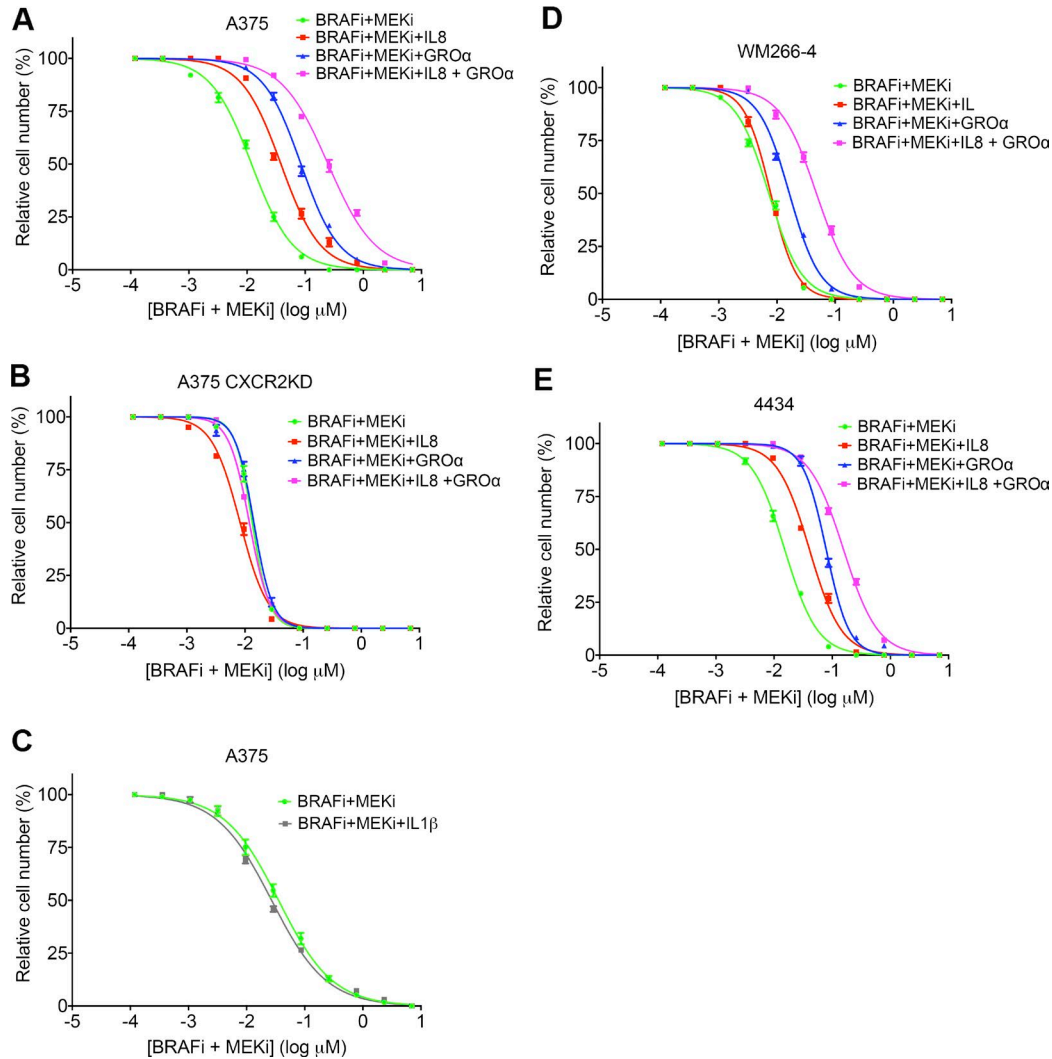 A
A375
BRAFi+MEKi
BRAFi+MEKi+IL8
BRAFi+MEKi+GROα
BRAFi+MEKi+IL8 + GROα
Relative cell number (%)
100
75
50
25
0
-5 -4 -3 -2 -1 0 1
[BRAFi + MEKi] (log μM)
B
A375 CXCR2KD
BRAFi+MEKi
BRAFi+MEKi+IL8
BRAFi+MEKi+GROα
BRAFi+MEKi+IL8 +GROα
Relative cell number (%)
100
75
50
25
0
-5 -4 -3 -2 -1 0 1
[BRAFi + MEKi] (log μM)
C
A375
BRAFi+MEKi
BRAFi+MEKi+IL1β
Relative cell number (%)
100
75
50
25
0
-5 -4 -3 -2 -1 0 1
[BRAFi + MEKi] (log μM)
D
WM266-4
BRAFi+MEKi
BRAFi+MEKi+IL
BRAFi+MEKi+GROα
BRAFi+MEKi+IL8 + GROα
Relative cell number (%)
100
75
50
25
0
-5 -4 -3 -2 -1 0 1
[BRAFi + MEKi] (log μM)
E
4434
BRAFi+MEKi
BRAFi+MEKi+IL8
BRAFi+MEKi+GROα
BRAFi+MEKi+IL8 +GROα
Relative cell number (%)
100
75
50
25
0
-5 -4 -3 -2 -1 0 1
[BRAFi + MEKi] (log μM)